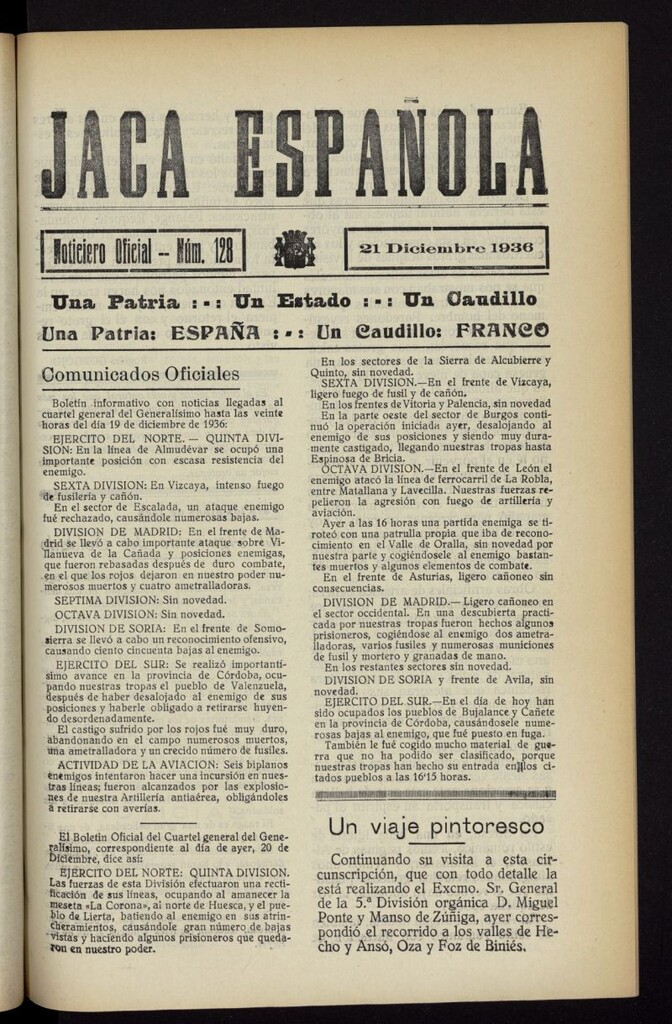 JACA ESPAÑOLA
Noticiero Oficial -- Núm. 128
21 Diciembre 1936
Una Patria :-: Un Estado :-: Un Caudillo
Una Patria: ESPAÑA :-: Un Caudillo: FRANCO
Comunicados Oficiales
Boletín informativo con noticias llegadas al
cuartel general del Generalísimo hasta las veinte
horas del día 19 de diciembre de 1936:
EJERCITO DEL NORTE. — QUINTA DIVI-
SION: En la línea de Almudévar se ocupó una
importante posición con escasa resistencia del
enemigo.
SEXTA DIVISION: En Vizcaya, intenso fuego
de fusilería y cañón.
En el sector de Escalada, un ataque enemigo
fué rechazado, causándole numerosas bajas.
DIVISION DE MADRID: En el frente de Ma-
drid se llevó a cabo importante ataque sobre Vi-
llanueva de la Cañada y posiciones enemigas,
que fueron rebasadas después de duro combate,
en el que los rojos dejaron en nuestro poder nu-
merosos muertos y cuatro ametralladoras.
SEPTIMA DIVISION: Sin novedad.
OCTAVA DIVISION: Sin novedad.
DIVISION DE SORIA: En el frente de Somo-
sierra se llevó a cabo un reconocimiento ofensivo,
causando ciento cincuenta bajas al enemigo.
EJERCITO DEL SUR: Se realizó importantí-
simo avance en la provincia de Córdoba, ocu-
pando nuestras tropas el pueblo de Valenzuela,
después de haber desalojado al enemigo de sus
posiciones y haberle obligado a retirarse huyen-
do desordenadamente.
El castigo sufrido por los rojos fué muy duro,
abandonando en el campo numerosos muertos,
una ametralladora y un crecido número de fusiles.
ACTIVIDAD DE LA AVIACION: Seis biplanos
enemigos intentaron hacer una incursión en nues-
tras líneas; fueron alcanzados por las explosio-
nes de nuestra Artillería antiaérea, obligándoles
a retirarse con averías.
El Boletín Oficial del Cuartel general del Gene-
ralísimo, correspondiente al día de ayer, 20 de
Diciembre, dice así:
EJERCITO DEL NORTE: QUINTA DIVISION.
Las fuerzas de esta División efectuaron una recti-
ficación de sus líneas, ocupando al amanecer la
meseta «La Corona», al norte de Huesca, y el pue-
blo de Lierta, batiendo al enemigo en sus atrin-
cheramientos, causándole gran número de bajas
vistas y haciendo algunos prisioneros que queda-
ron en nuestro poder.
En los sectores de la Sierra de Alcubierre y
Quinto, sin novedad.
SEXTA DIVISION.—En el frente de Vizcaya,
ligero fuego de fusil y de cañón.
En los frentes de Vitoria y Palencia, sin novedad
En la parte oeste del sector de Burgos conti-
nuó la operación iniciada ayer, desalojando al
enemigo de sus posiciones y siendo muy dura-
mente castigado, llegando nuestras tropas hasta
Espinosa de Bricia.
OCTAVA DIVISION.—En el frente de León el
enemigo atacó la línea de ferrocarril de La Robla,
entre Matallana y Lavecilla. Nuestras fuerzas re-
pelieron la agresión con fuego de artillería y
aviación.
Ayer a las 16 horas una partida enemiga se ti-
roteó con una patrulla propia que iba de recono-
cimiento en el Valle de Oralla, sin novedad por
nuestra parte y cogiéndosele al enemigo bastan-
tes muertos y algunos elementos de combate.
En el frente de Asturias, ligero cañoneo sin
consecuencias.
DIVISION DE MADRID.—Ligero cañoneo en
el sector occidental. En una descubierta practi-
cada por nuestras tropas fueron hechos algunos
prisioneros, cogiéndose al enemigo dos ametra-
lladoras, varios fusiles y numerosas municiones
de fusil y mortero y granadas de mano.
En los restantes sectores sin novedad.
DIVISION DE SORIA y frente de Avila, sin
novedad.
EJERCITO DEL SUR.—En el día de hoy han
sido ocupados los pueblos de Bujalance y Cañete
en la provincia de Córdoba, causándosele nume-
rosas bajas al enemigo, que fué puesto en fuga.
También le fué cogido mucho material de gue-
rra que no ha podido ser clasificado, porque
nuestras tropas han hecho su entrada en los ci-
tados pueblos a las 16'15 horas.
Un viaje pintoresco
Continuando su visita a esta cir-
cunscripción, que con todo detalle la
está realizando el Excmo. Sr. General
de la 5.ª División orgánica D. Miguel
Ponte y Manso de Zúñiga, ayer corres-
pondió el recorrido a los valles de He-
cho y Ansó, Oza y Foz de Biniés.